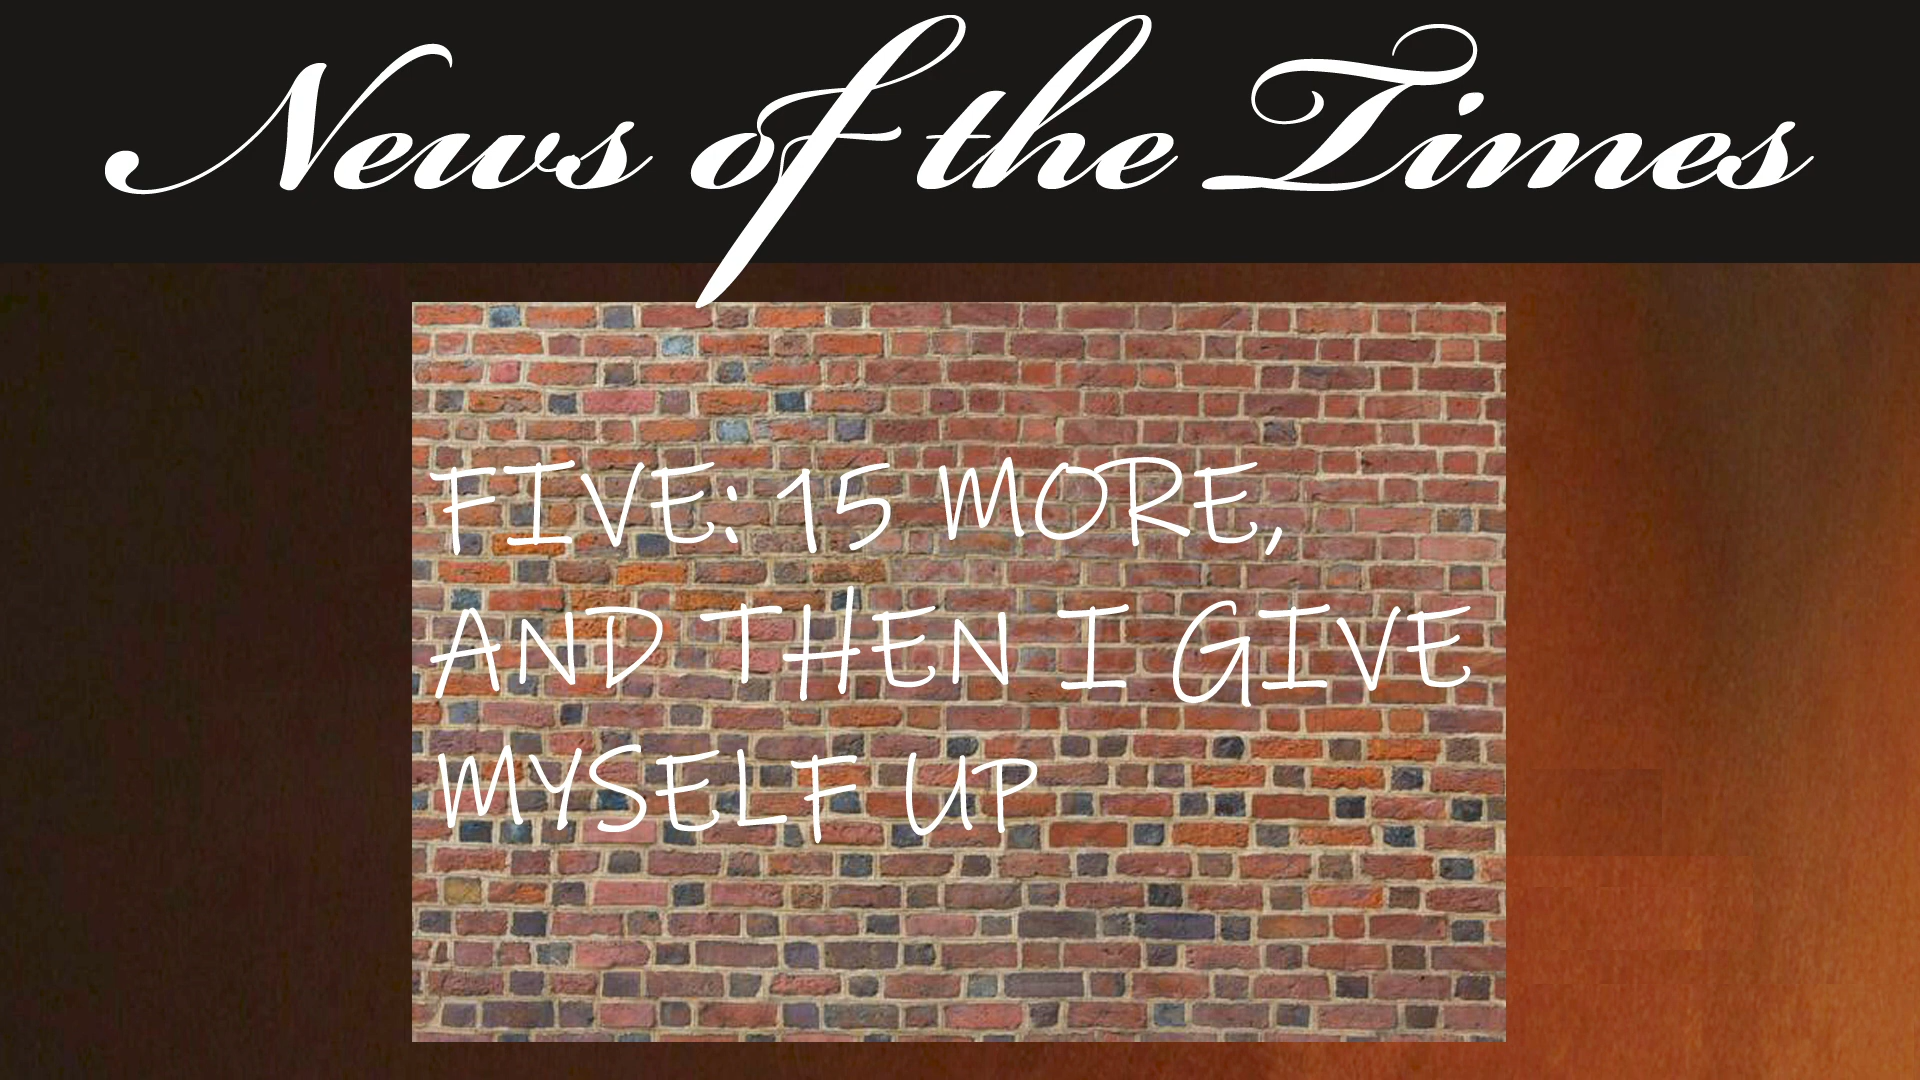 News of the Times
FIVE: 15 MORE,
AND THEN I GIVE
MYSELF UP